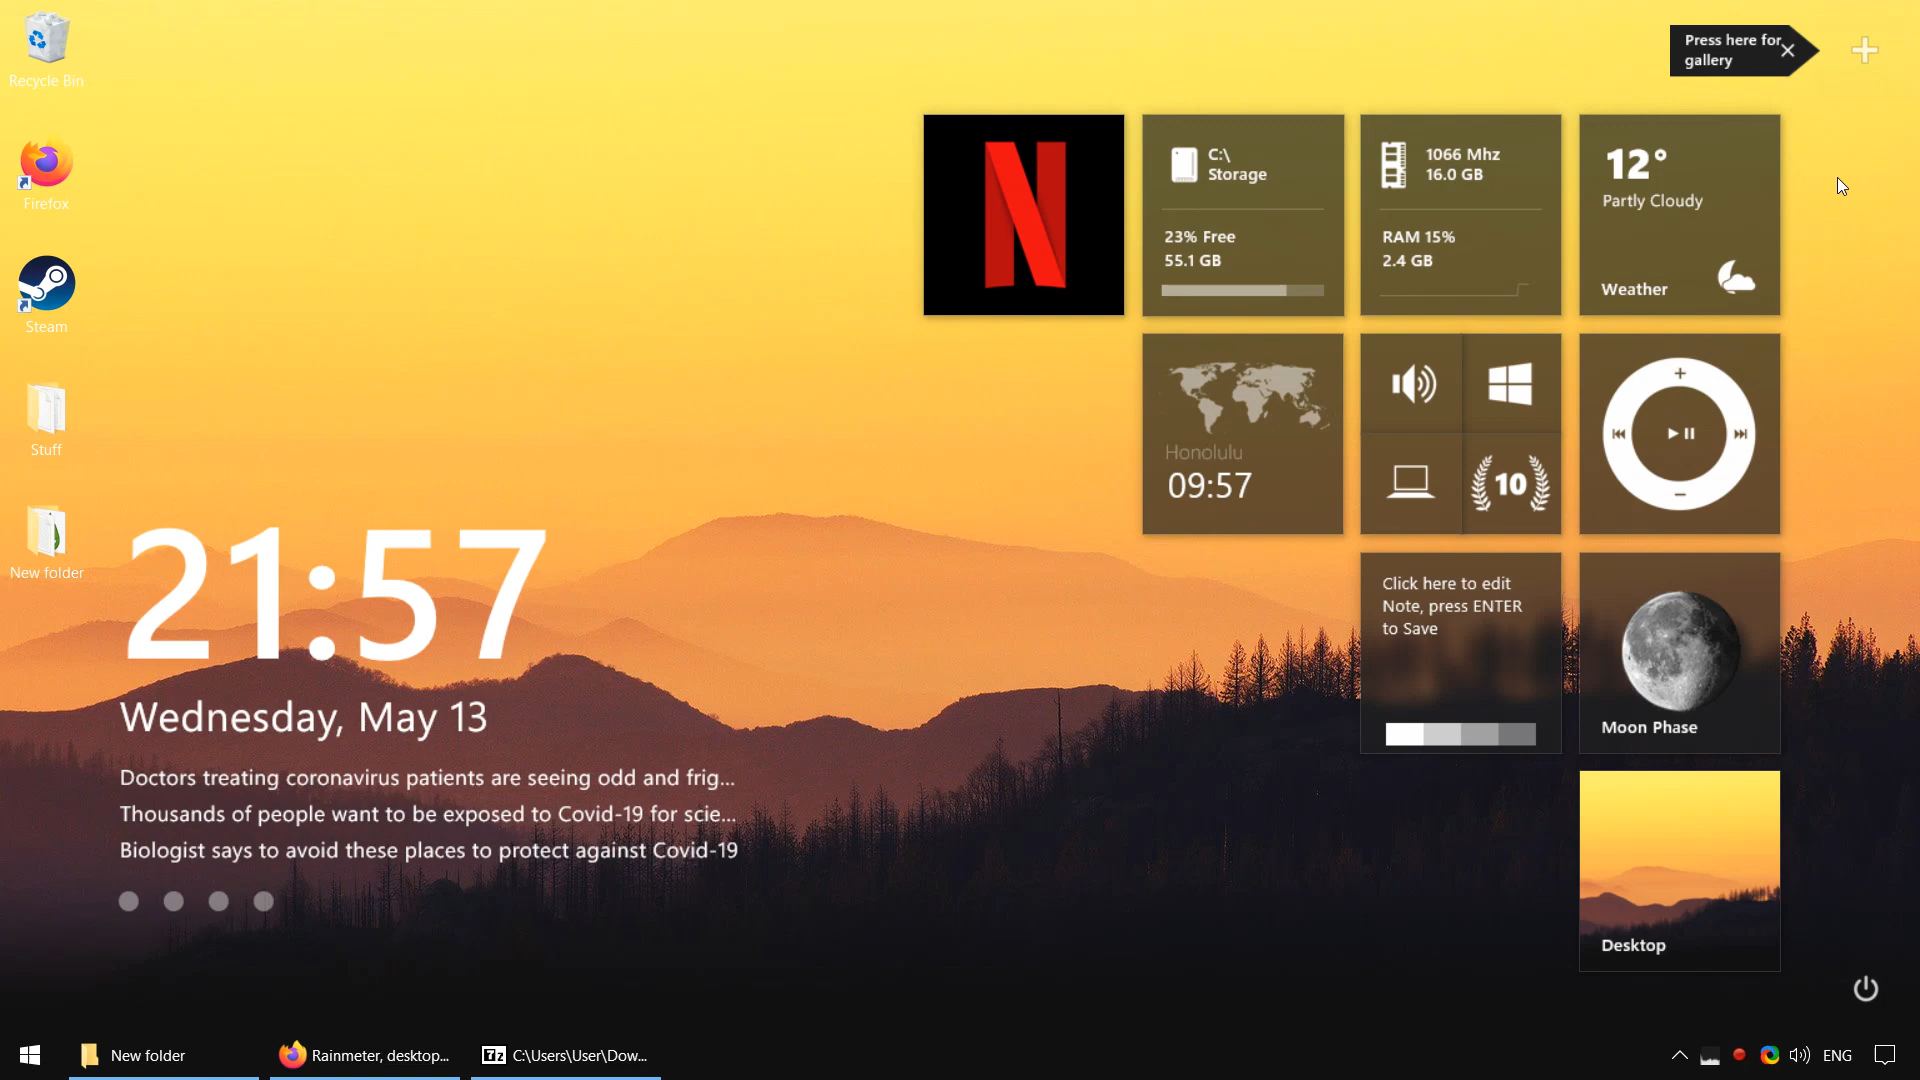 Recycle Bin
Firefox
Steam
Stuff
New folder
Press here for
gallery
N
C:\
Storage
23% Free
55.1 GB
1066 Mhz
16.0 GB
RAM 15%
2.4 GB
12°
Partly Cloudy
Weather
Honolulu
09:57
10
Click here to edit
Note, press ENTER
to Save
Moon Phase
Desktop
21:57
Wednesday, May 13
Doctors treating coronavirus patients are seeing odd and frig...
Thousands of people want to be exposed to Covid-19 for scie...
Biologist says to avoid these places to protect against Covid-19
New folder
Rainmeter, desktop...
7z
C:\Users\User\Dow...
ENG